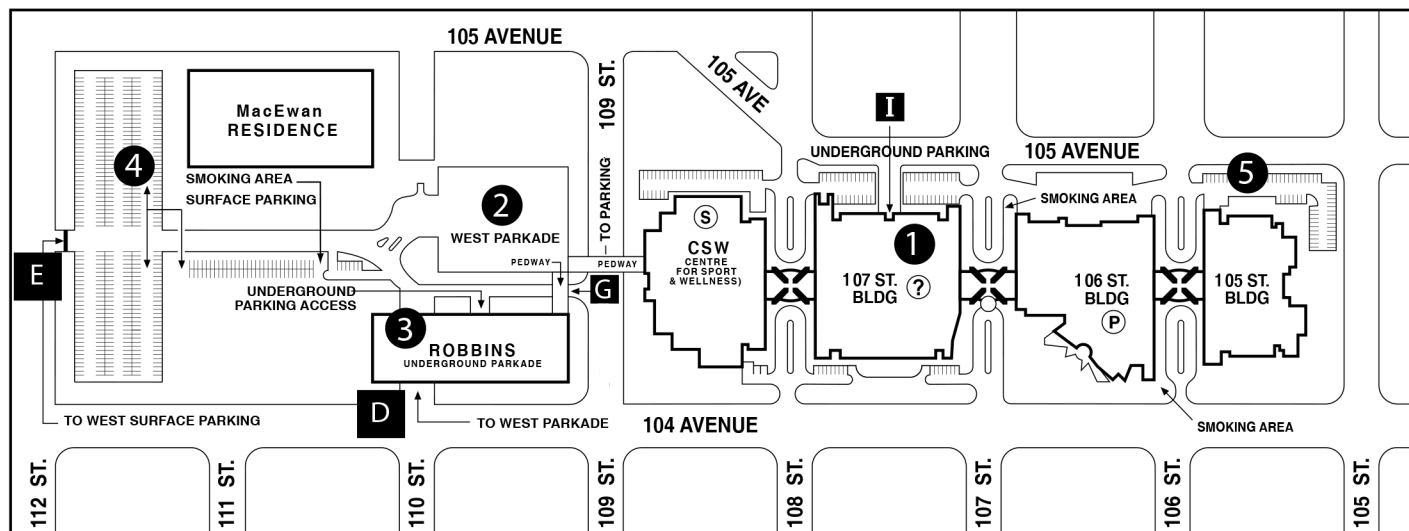 105 AVENUE
109 ST.
105 AVE
I
MacEwan
RESIDENCE
UNDERGROUND PARKING
105 AVENUE
4
SMOKING AREA
SURFACE PARKING
2
WEST PARKADE
TO PARKING
S
CSW
CENTRE
FOR SPORT
& WELLNESS)
1
107 ST.
BLDG
?
SMOKING AREA
106 ST.
BLDG
P
5
105 ST.
BLDG
E
PEDWAY
PEDWAY
G
UNDERGROUND
PARKING ACCESS
3
ROBBINS
UNDERGROUND PARKADE
D
TO WEST SURFACE PARKING
TO WEST PARKADE
104 AVENUE
SMOKING AREA
112 ST.
111 ST.
110 ST.
109 ST.
108 ST.
107 ST.
106 ST.
105 ST.